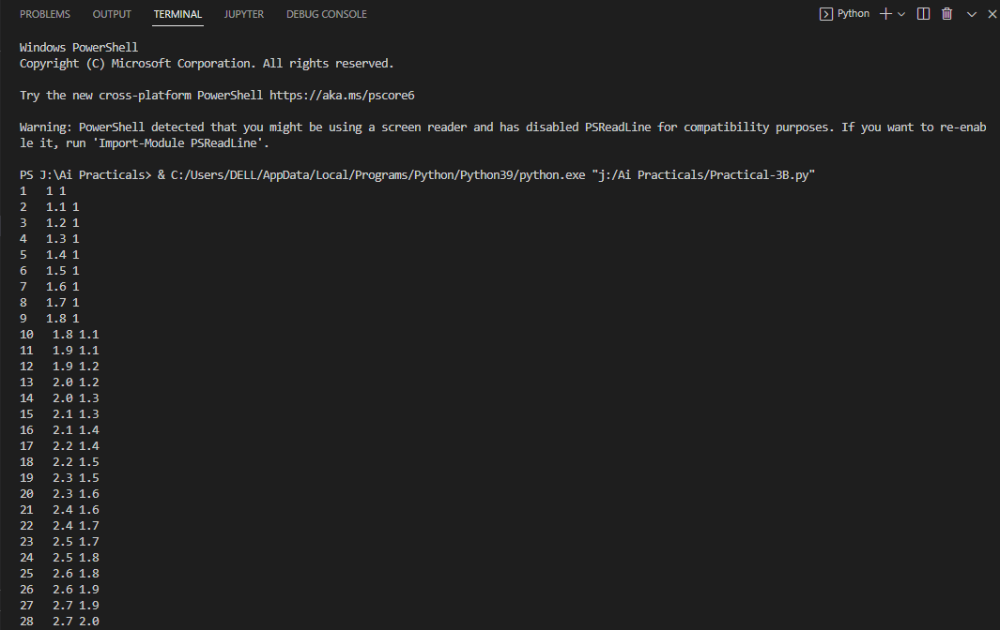 PROBLEMS OUTPUT TERMINAL JUPYTER DEBUG CONSOLE Python
Windows PowerShell
Copyright (C) Microsoft Corporation. All rights reserved.
Try the new cross-platform PowerShell https://aka.ms/pscore6
Warning: PowerShell detected that you might be using a screen reader and has disabled PSReadLine for compatibility purposes. If you want to re-enab
le it, run 'Import-Module PSReadLine'.
PS J:\Ai Practicals> & C:/Users/DELL/AppData/Local/Programs/Python/Python39/python.exe "j:/Ai Practicals/Practical-3B.py"
1 1 1
2 1.1 1
3 1.2 1
4 1.3 1
5 1.4 1
6 1.5 1
7 1.6 1
8 1.7 1
9 1.8 1
10 1.8 1.1
11 1.9 1.1
12 1.9 1.2
13 2.0 1.2
14 2.0 1.3
15 2.1 1.3
16 2.1 1.4
17 2.2 1.4
18 2.2 1.5
19 2.3 1.5
20 2.3 1.6
21 2.4 1.6
22 2.4 1.7
23 2.5 1.7
24 2.5 1.8
25 2.6 1.8
26 2.6 1.9
27 2.7 1.9
28 2.7 2.0